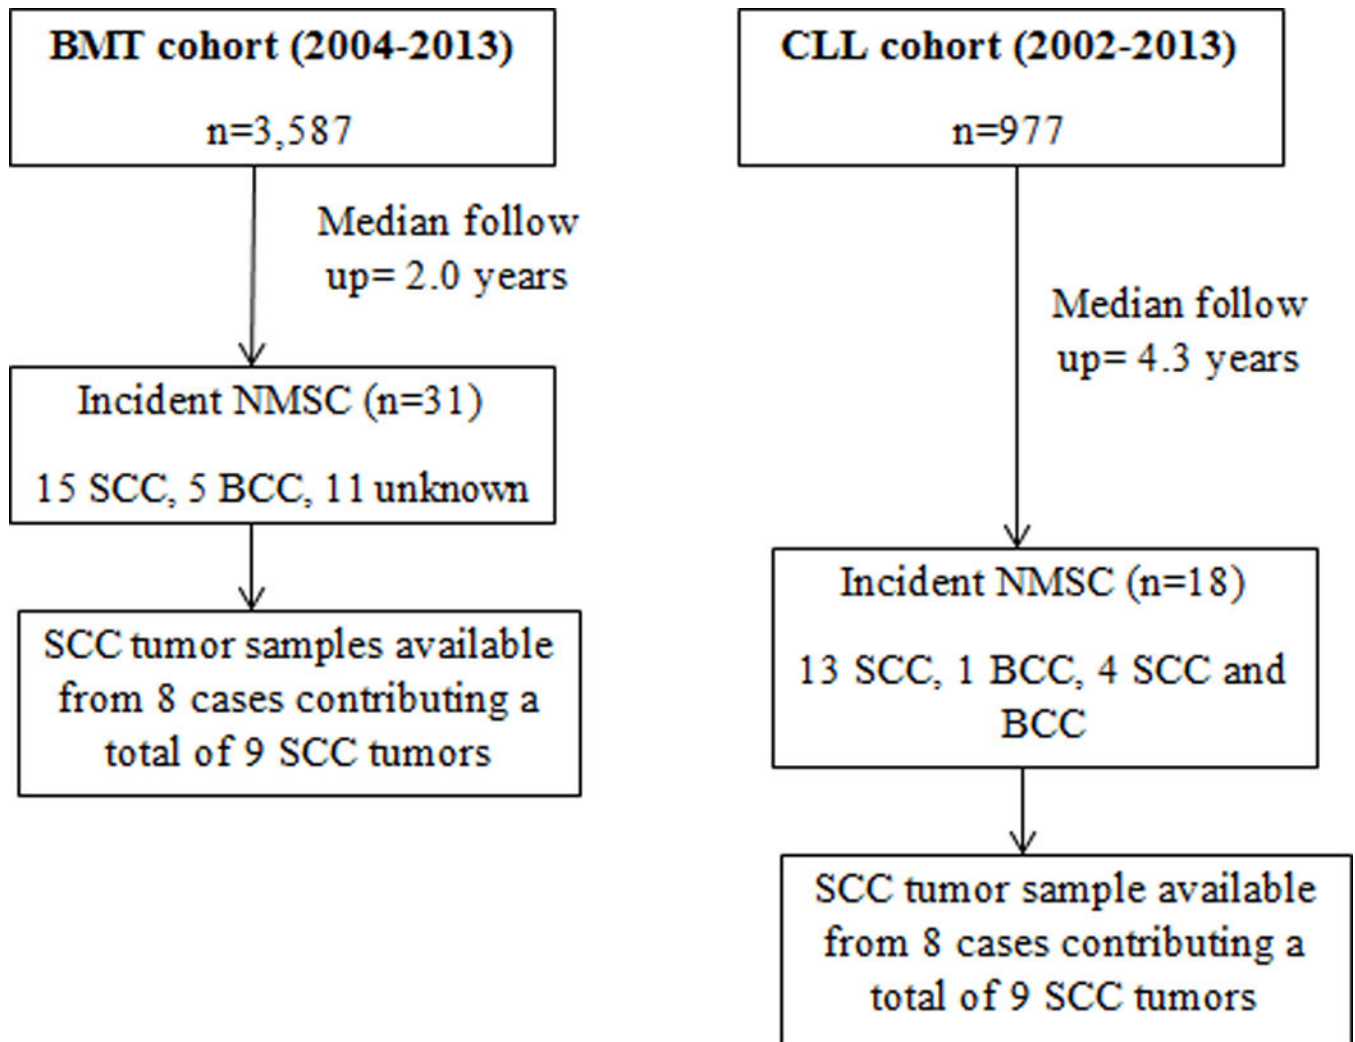 BMT cohort (2004-2013)
n=3,587
Median follow
up= 2.0 years
Incident NMSC (n=31)
15 SCC, 5 BCC, 11 unknown
SCC tumor samples available
from 8 cases contributing a
total of 9 SCC tumors
CLL cohort (2002-2013)
n=977
Median follow
up= 4.3 years
Incident NMSC (n=18)
13 SCC, 1 BCC, 4 SCC and
BCC
SCC tumor sample available
from 8 cases contributing a
total of 9 SCC tumors